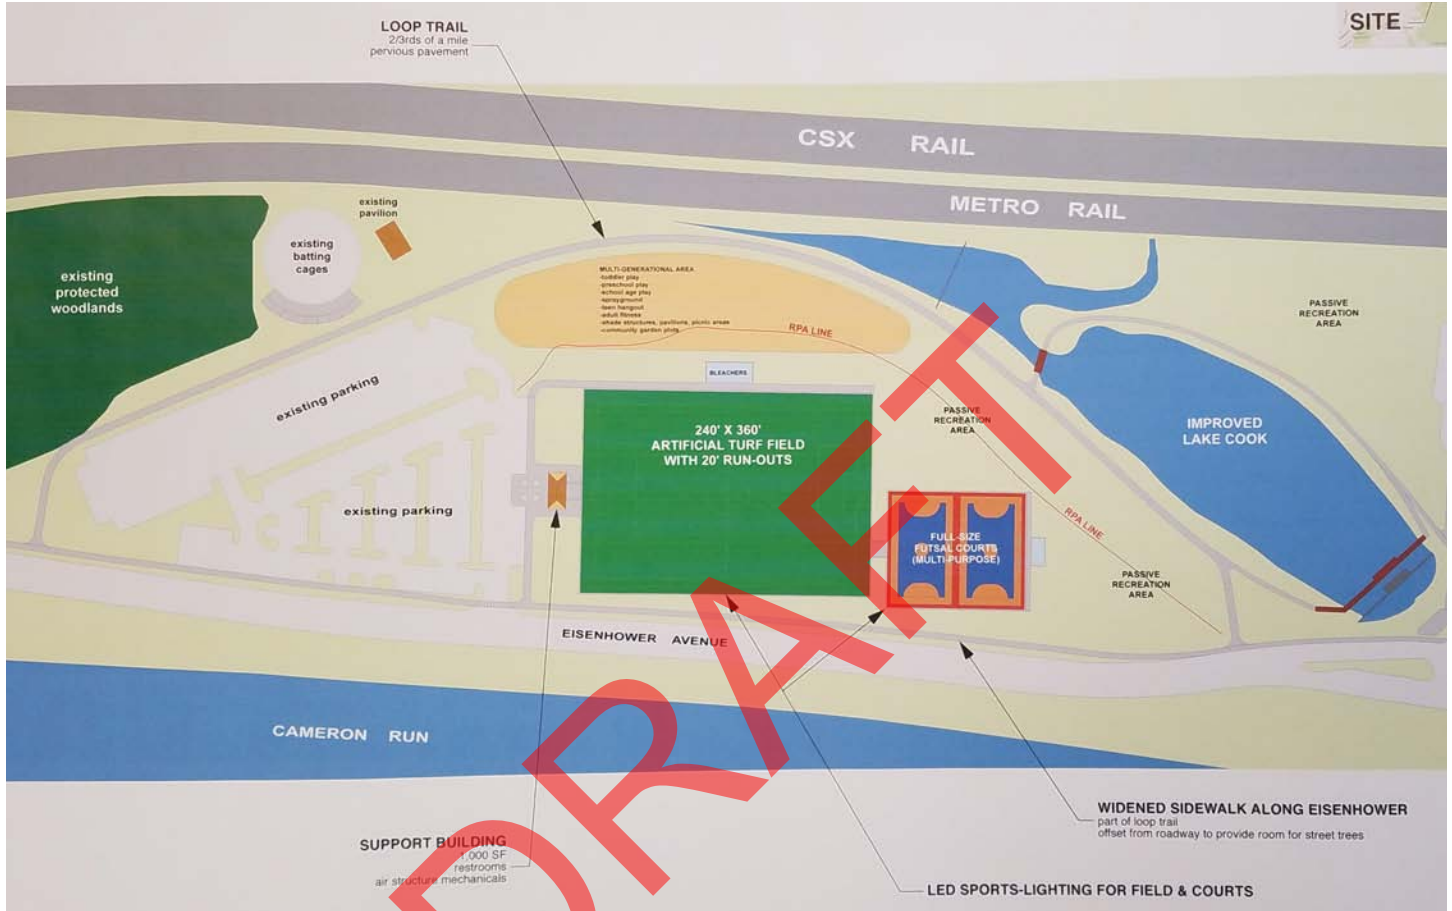 SITE
LOOP TRAIL
2/3rds of a mile
pervious pavement
CSX RAIL
METRO RAIL
existing
pavilion
existing
batting
cages
existing
protected
woodlands
MULTI-GENERATIONAL AREA
-toddler play
-preschool play
-school age play
-sprayground
-teen hangout
-adult fitness
-shade structures, pavilions, picnic areas
-community garden plots
RPA LINE
PASSIVE
RECREATION
AREA
BLEACHERS
existing parking
PASSIVE
RECREATION
AREA
IMPROVED
LAKE COOK
240' X 360'
ARTIFICIAL TURF FIELD
WITH 20' RUN-OUTS
existing parking
RPA LINE
FULL-SIZE
FUTSAL COURTS
(MULTI-PURPOSE)
PASSIVE
RECREATION
AREA
EISENHOWER AVENUE
CAMERON RUN
DRAFT
WIDENED SIDEWALK ALONG EISENHOWER
part of loop trail
offset from roadway to provide room for street trees
SUPPORT BUILDING
1,000 SF
restrooms
air structure mechanicals
LED SPORTS-LIGHTING FOR FIELD & COURTS